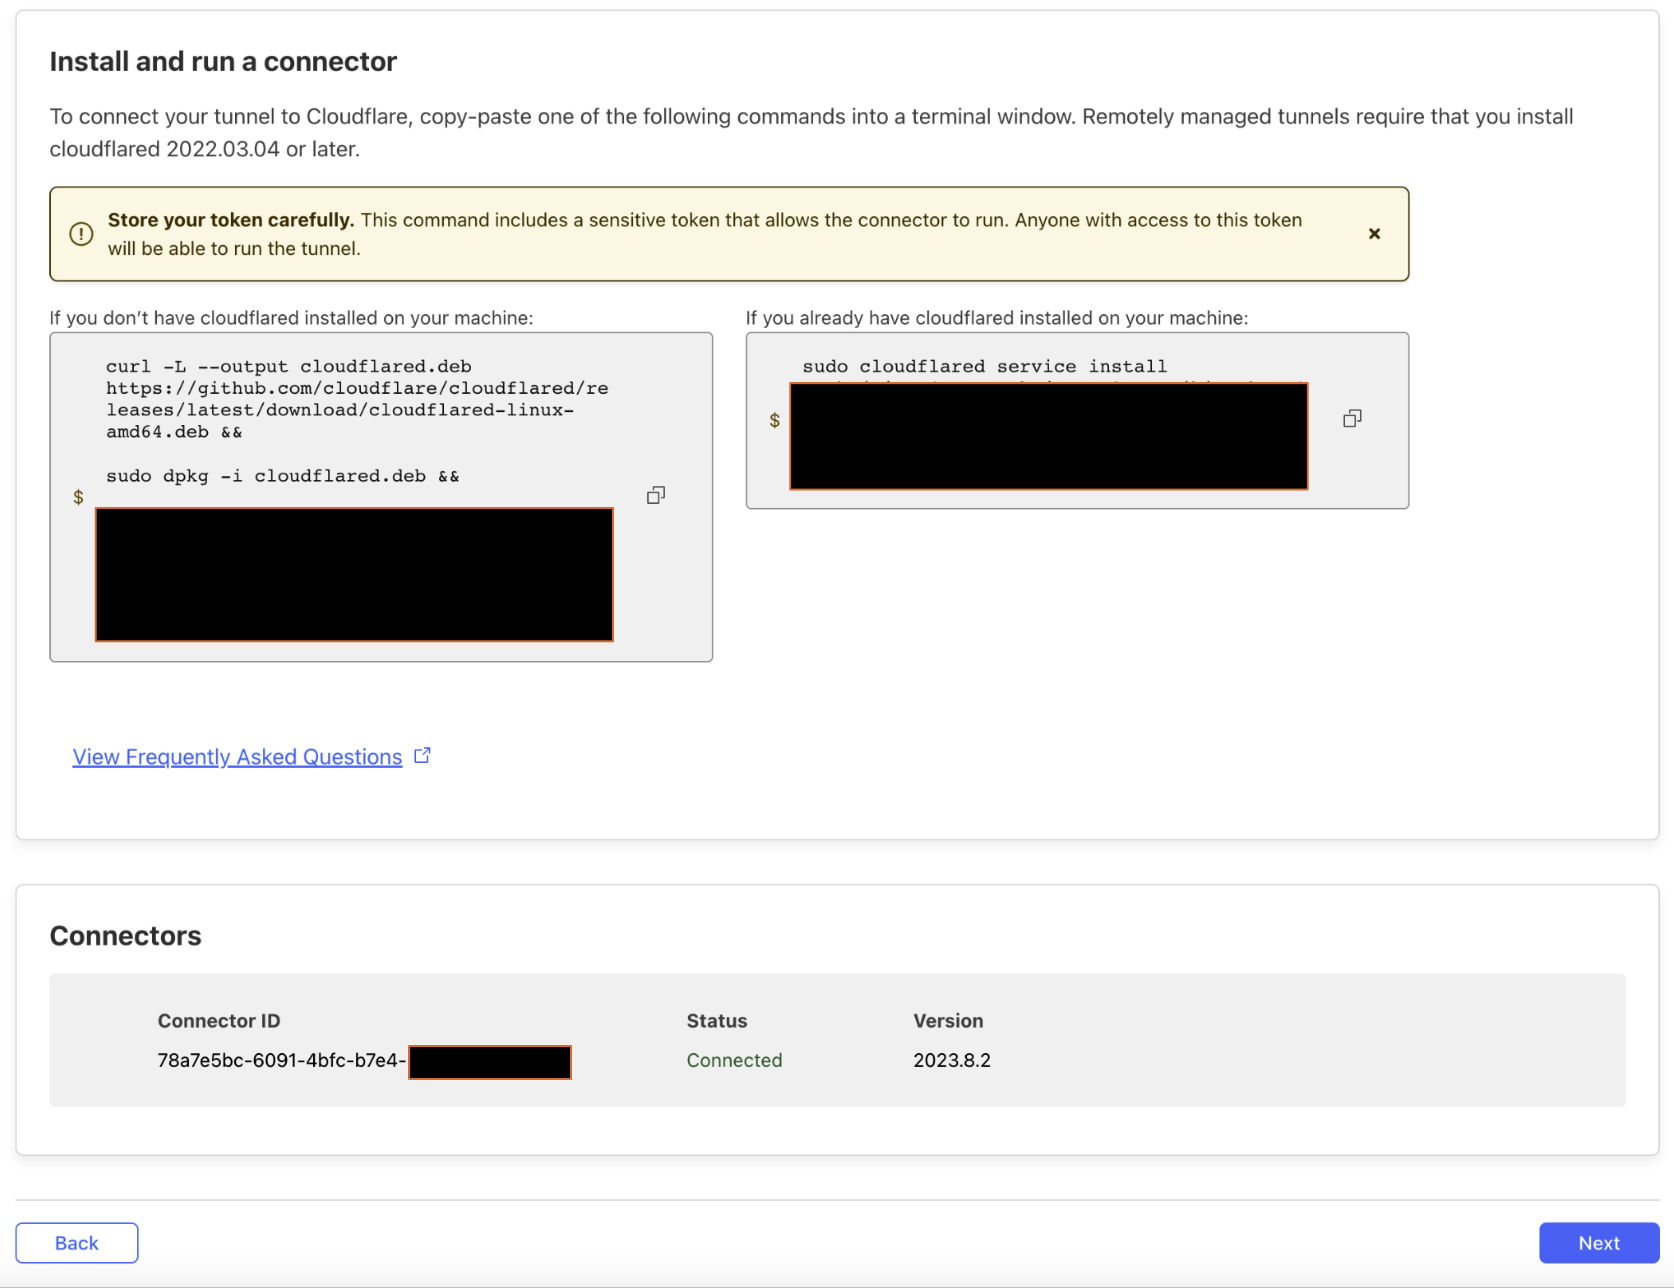 Install and run a connector
To connect your tunnel to Cloudflare, copy-paste one of the following commands into a terminal window. Remotely managed tunnels require that you install
cloudflared 2022.03.04 or later.
Store your token carefully. This command includes a sensitive token that allows the connector to run. Anyone with access to this token
will be able to run the tunnel.
If you don’t have cloudflared installed on your machine:
$
curl -L --output cloudflared.deb
https://github.com/cloudflare/cloudflared/re
leases/latest/download/cloudflared-linux-
amd64.deb &&
sudo dpkg -i cloudflared.deb &&
If you already have cloudflared installed on your machine:
$
sudo cloudflared service install
View Frequently Asked Questions
Connectors
Connector ID Status Version
78a7e5bc-6091-4bfc-b7e4- Connected 2023.8.2
Back Next